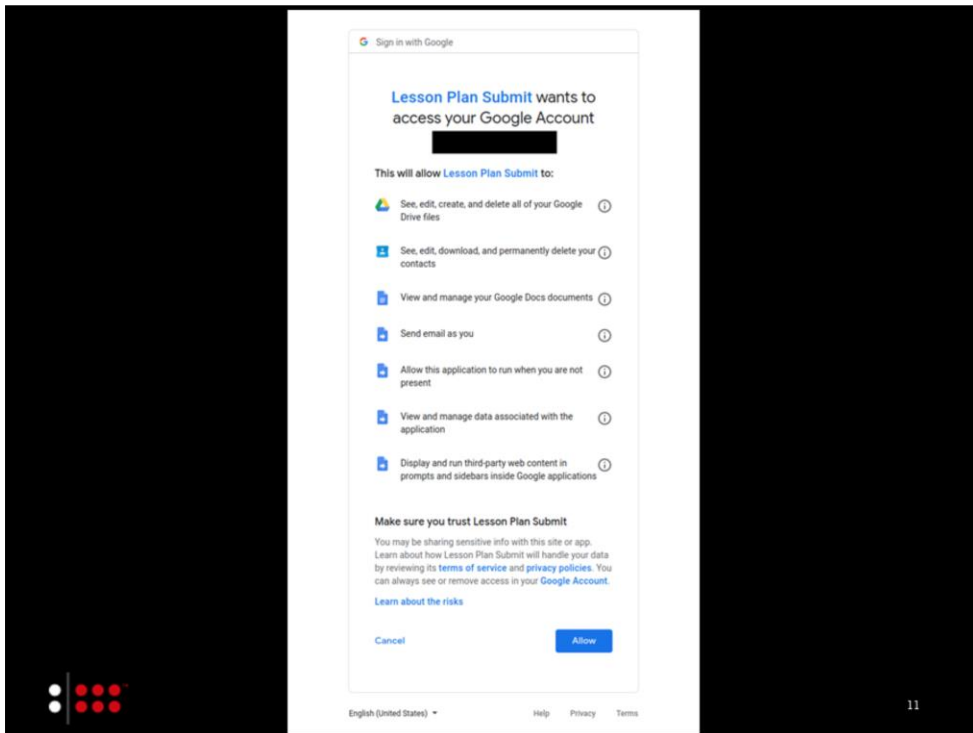 Sign in with Google
Lesson Plan Submit wants to
access your Google Account
This will allow Lesson Plan Submit to:
See, edit, create, and delete all of your Google
Drive files
See, edit, download, and permanently delete your
contacts
View and manage your Google Docs documents
Send email as you
Allow this application to run when you are not
present
View and manage data associated with the
application
Display and run third-party web content in
prompts and sidebars inside Google applications
Make sure you trust Lesson Plan Submit
You may be sharing sensitive info with this site or app.
Learn about how Lesson Plan Submit will handle your data
by reviewing its terms of service and privacy policies. You
can always see or remove access in your Google Account.
Learn about the risks
Cancel
Allow
English (United States)
Help
Privacy
Terms
11